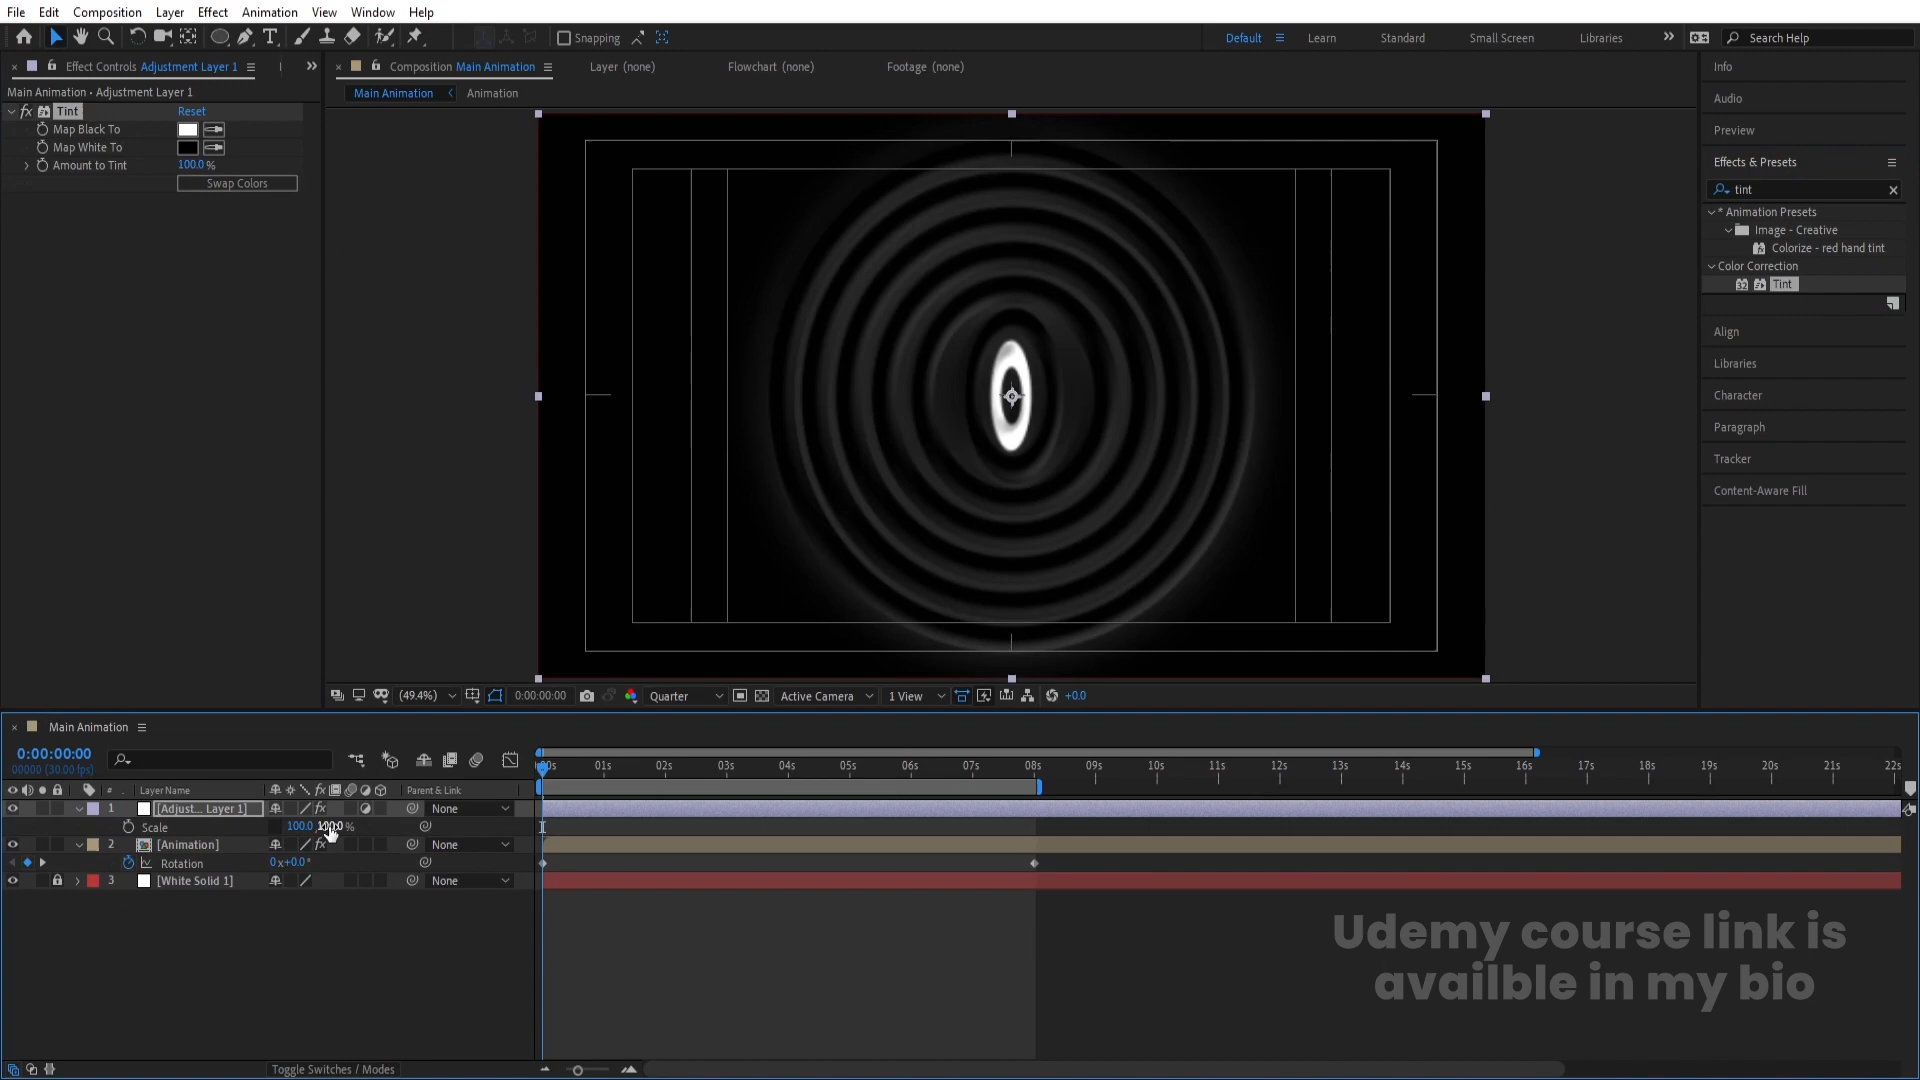 File Edit Composition Layer Effect Animation View Window Help
Snapping Default Learn Standard Small Screen Libraries Search Help
Effect Controls Adjustment Layer 1
Composition Main Animation Layer (none) Flowchart (none) Footage (none)
Main Animation • Adjustment Layer 1
Main Animation Animation
fx Tint Reset
Map Black To
Map White To
Amount to Tint 100.0 %
Swap Colors
Info
Audio
Preview
Effects & Presets
tint
* Animation Presets
Image - Creative
Colorize - red hand tint
Color Correction
32 Tint
Align
Libraries
Character
Paragraph
Tracker
Content-Aware Fill
(49.4%) 0:00:00:00 Quarter Active Camera 1 View +0.0
Main Animation
0:00:00:00
00000 (30.00 fps)
:00s 01s 02s 03s 04s 05s 06s 07s 08s 09s 10s 11s 12s 13s 14s 15s 16s 17s 18s 19s 20s 21s 22s
# Layer Name fx Parent & Link
1 [Adjust... Layer 1] fx None
Scale 100.0, 100.0 %
2 [Animation] fx None
Rotation 0x+0.0°
3 [White Solid 1] None
Udemy course link is
availble in my bio
Toggle Switches / Modes